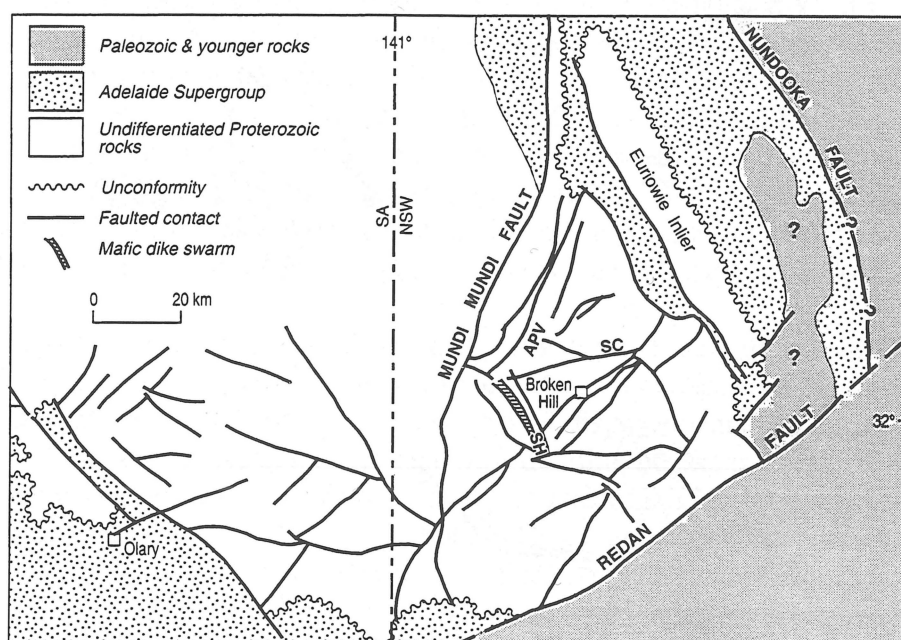 Paleozoic & younger rocks
Adelaide Supergroup
Undifferentiated Proterozoic
rocks
Unconformity
Faulted contact
Mafic dike swarm
0
20 km
141°
SA
NSW
MUNDI MUNDI FAULT
NUNDOOKA FAULT
Euriowie Inlier
?
?
?
?
APV
SC
Broken
Hill
SH
32°
REDAN FAULT
Olary